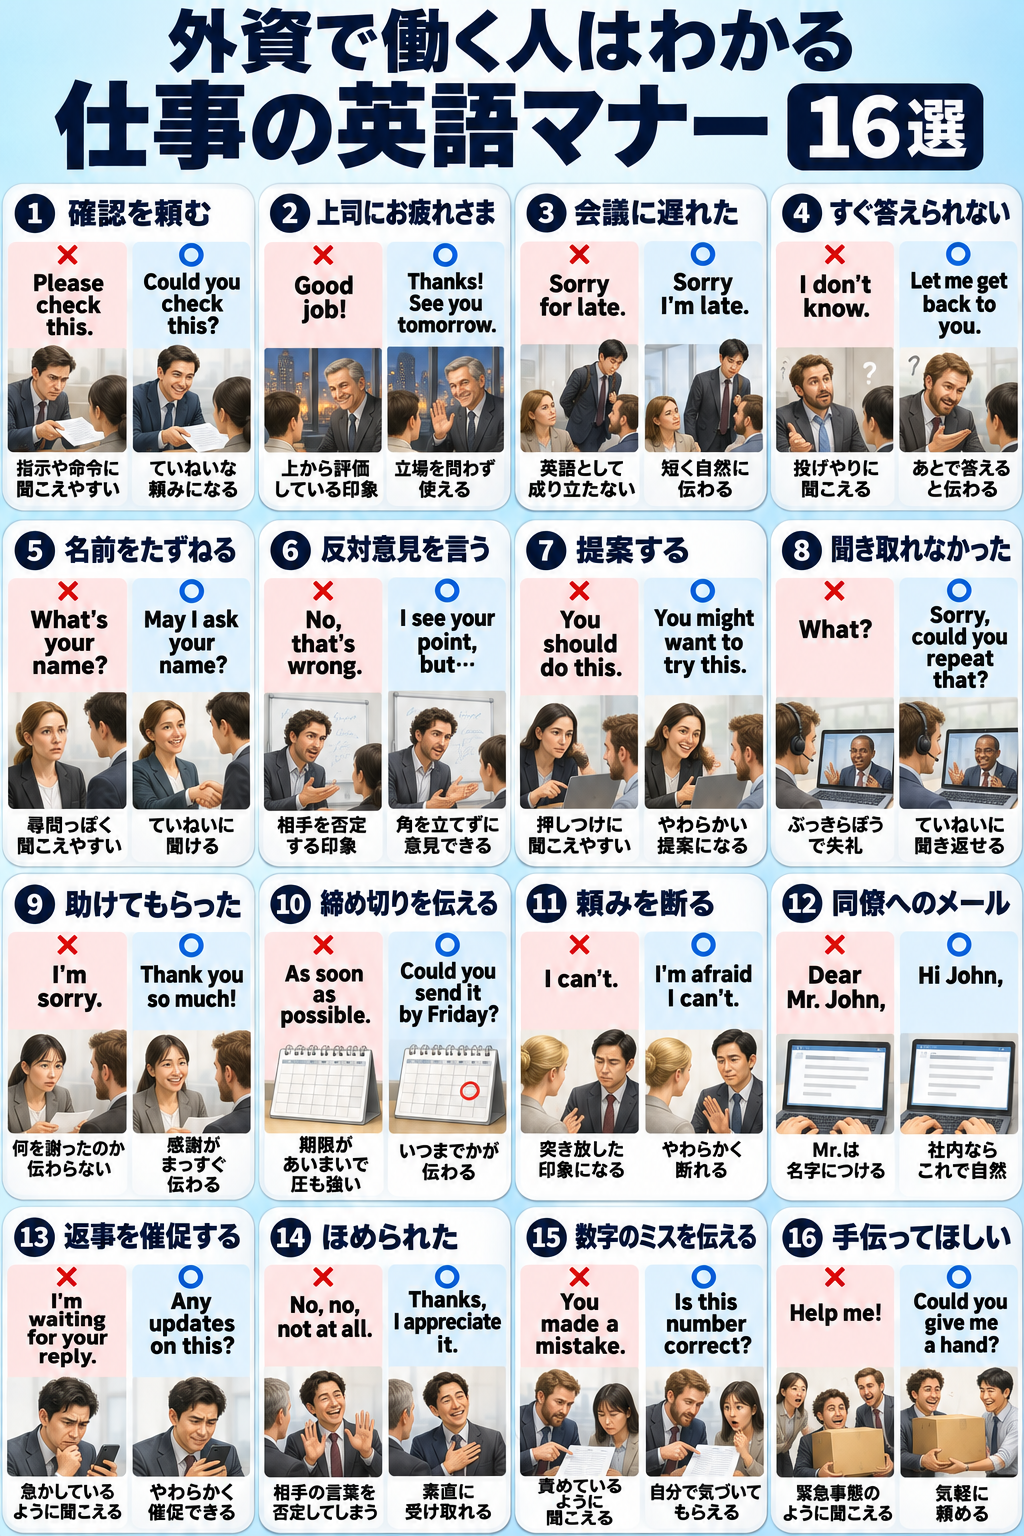 外資で働く人はわかる
仕事の英語マナー 16選
1 確認を頼む
Please
check
this.
指示や命令に
聞こえやすい
Could you
check
this?
ていねいな
頼みになる
2 上司にお疲れさま
Good
job!
上から評価
している印象
Thanks!
See you
tomorrow.
立場を問わず
使える
3 会議に遅れた
Sorry
for late.
英語として
成り立たない
Sorry
I'm late.
短く自然に
伝わる
4 すぐ答えられない
I don't
know.
?
投げやりに
聞こえる
Let me get
back to
you.
?
あとで答える
と伝わる
5 名前をたずねる
What's
your
name?
尋問っぽく
聞こえやすい
May I ask
your
name?
ていねいに
聞ける
6 反対意見を言う
No,
that's
wrong.
相手を否定
する印象
I see your
point,
but…
角を立てずに
意見できる
7 提案する
You
should
do this.
押しつけに
聞こえやすい
You might
want to
try this.
やわらかい
提案になる
8 聞き取れなかった
What?
ぶっきらぼう
で失礼
Sorry,
could you
repeat
that?
ていねいに
聞き返せる
9 助けてもらった
I'm
sorry.
何を謝ったのか
伝わらない
Thank you
so much!
感謝が
まっすぐ
伝わる
10 締め切りを伝える
As soon
as
possible.
期限が
あいまいで
圧も強い
Could you
send it
by Friday?
いつまでかが
伝わる
11 頼みを断る
I can't.
突き放した
印象になる
I'm afraid
I can't.
やわらかく
断れる
12 同僚へのメール
Dear
Mr. John,
Mr.は
名字につける
Hi John,
社内なら
これで自然
13 返事を催促する
I'm
waiting
for your
reply.
急かしている
ように聞こえる
Any
updates
on this?
やわらかく
催促できる
14 ほめられた
No, no,
not at all.
相手の言葉を
否定してしまう
Thanks,
I appreciate
it.
素直に
受け取れる
15 数字のミスを伝える
You
made a
mistake.
責めている
ように
聞こえる
Is this
number
correct?
自分で気づいて
もらえる
16 手伝ってほしい
Help me!
緊急事態の
ように聞こえる
Could you
give me
a hand?
気軽に
頼める